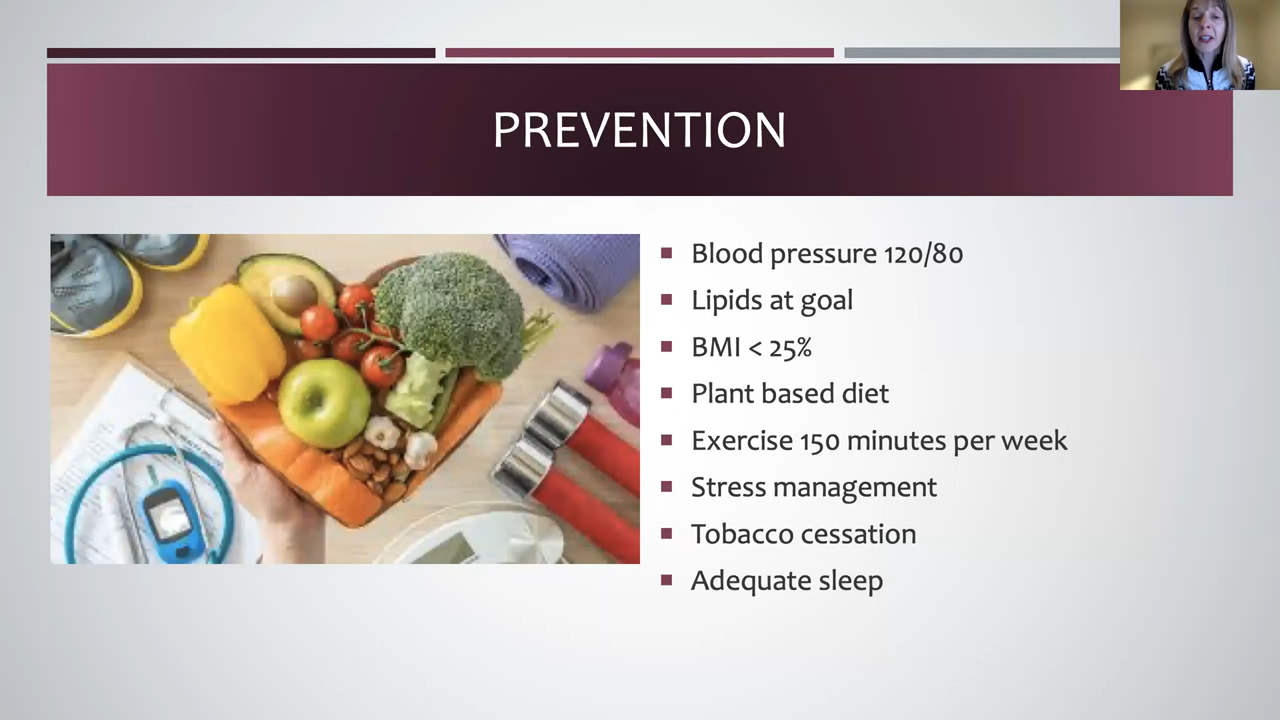 PREVENTION
Blood pressure 120/80
Lipids at goal
BMI < 25%
Plant based diet
Exercise 150 minutes per week
Stress management
Tobacco cessation
Adequate sleep